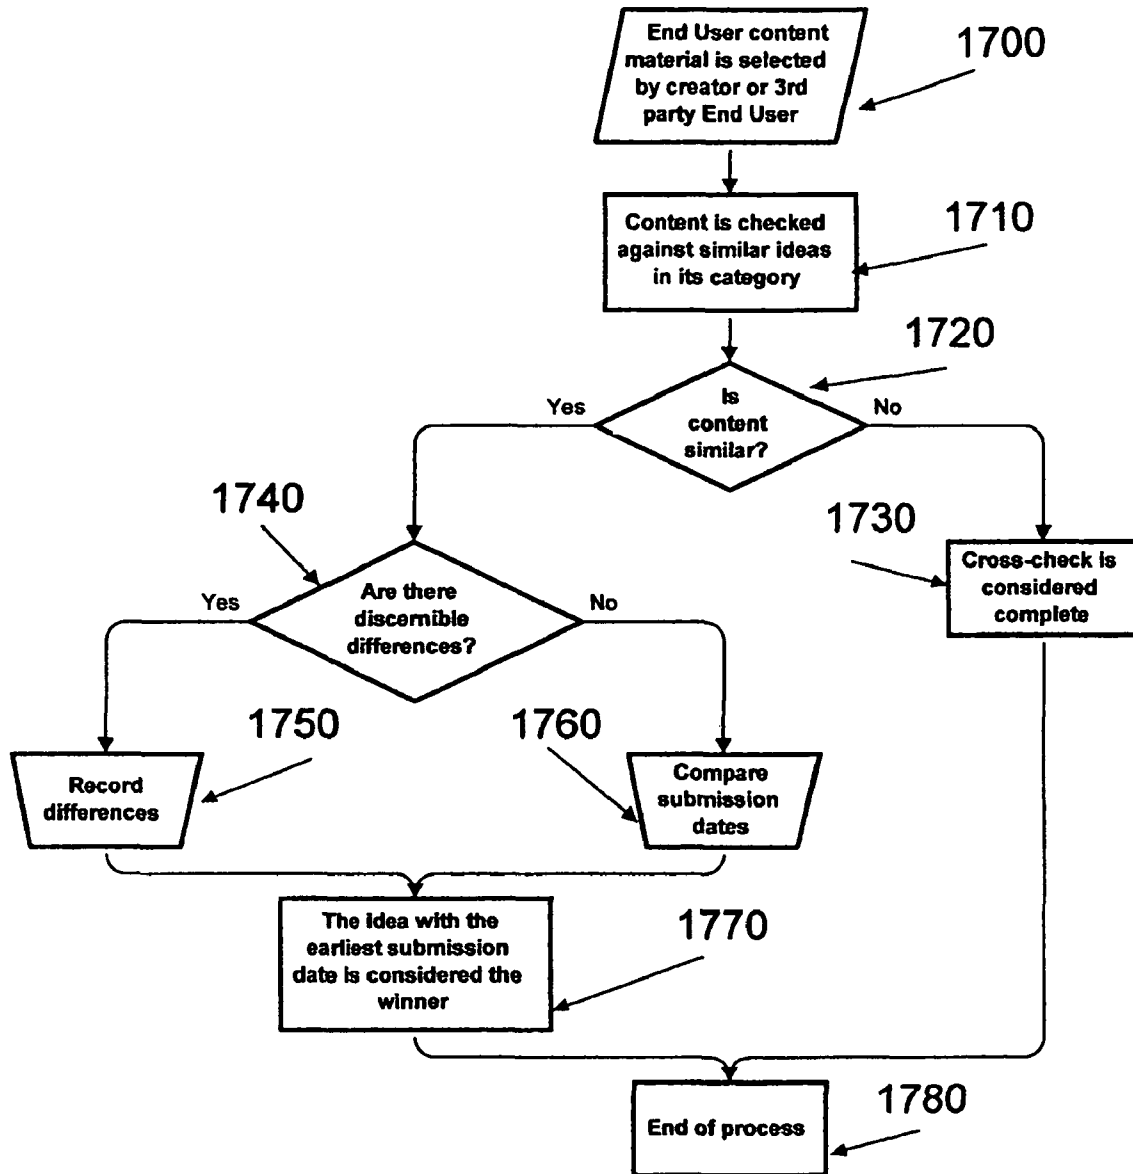 End User content
material is selected
by creator or 3rd
party End User
1700
Content is checked
against similar ideas
in its category
1710
1720
Is
content
similar?
Yes
No
1740
1730
Are there
discernible
differences?
Yes
No
Cross-check is
considered
complete
1750
1760
Record
differences
Compare
submission
dates
The idea with the
earliest submission
date is considered the
winner
1770
End of process
1780